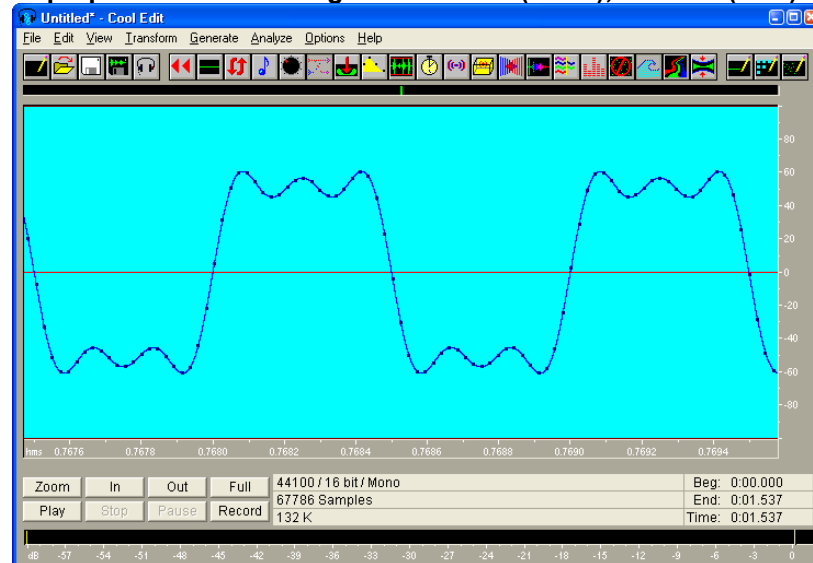 Untitled* - Cool Edit
File Edit View Transform Generate Analyze Options Help
80
60
40
20
0
-20
-40
-60
-80
hms 0.7676 0.7678 0.7680 0.7682 0.7684 0.7686 0.7688 0.7690 0.7692 0.7694
Zoom In Out Full 44100 / 16 bit / Mono Beg: 0:00.000
67786 Samples End: 0:01.537
Play Stop Pause Record 132 K Time: 0:01.537
dB -57 -54 -51 -48 -45 -42 -39 -36 -33 -30 -27 -24 -21 -18 -15 -12 -9 -6 -3 0